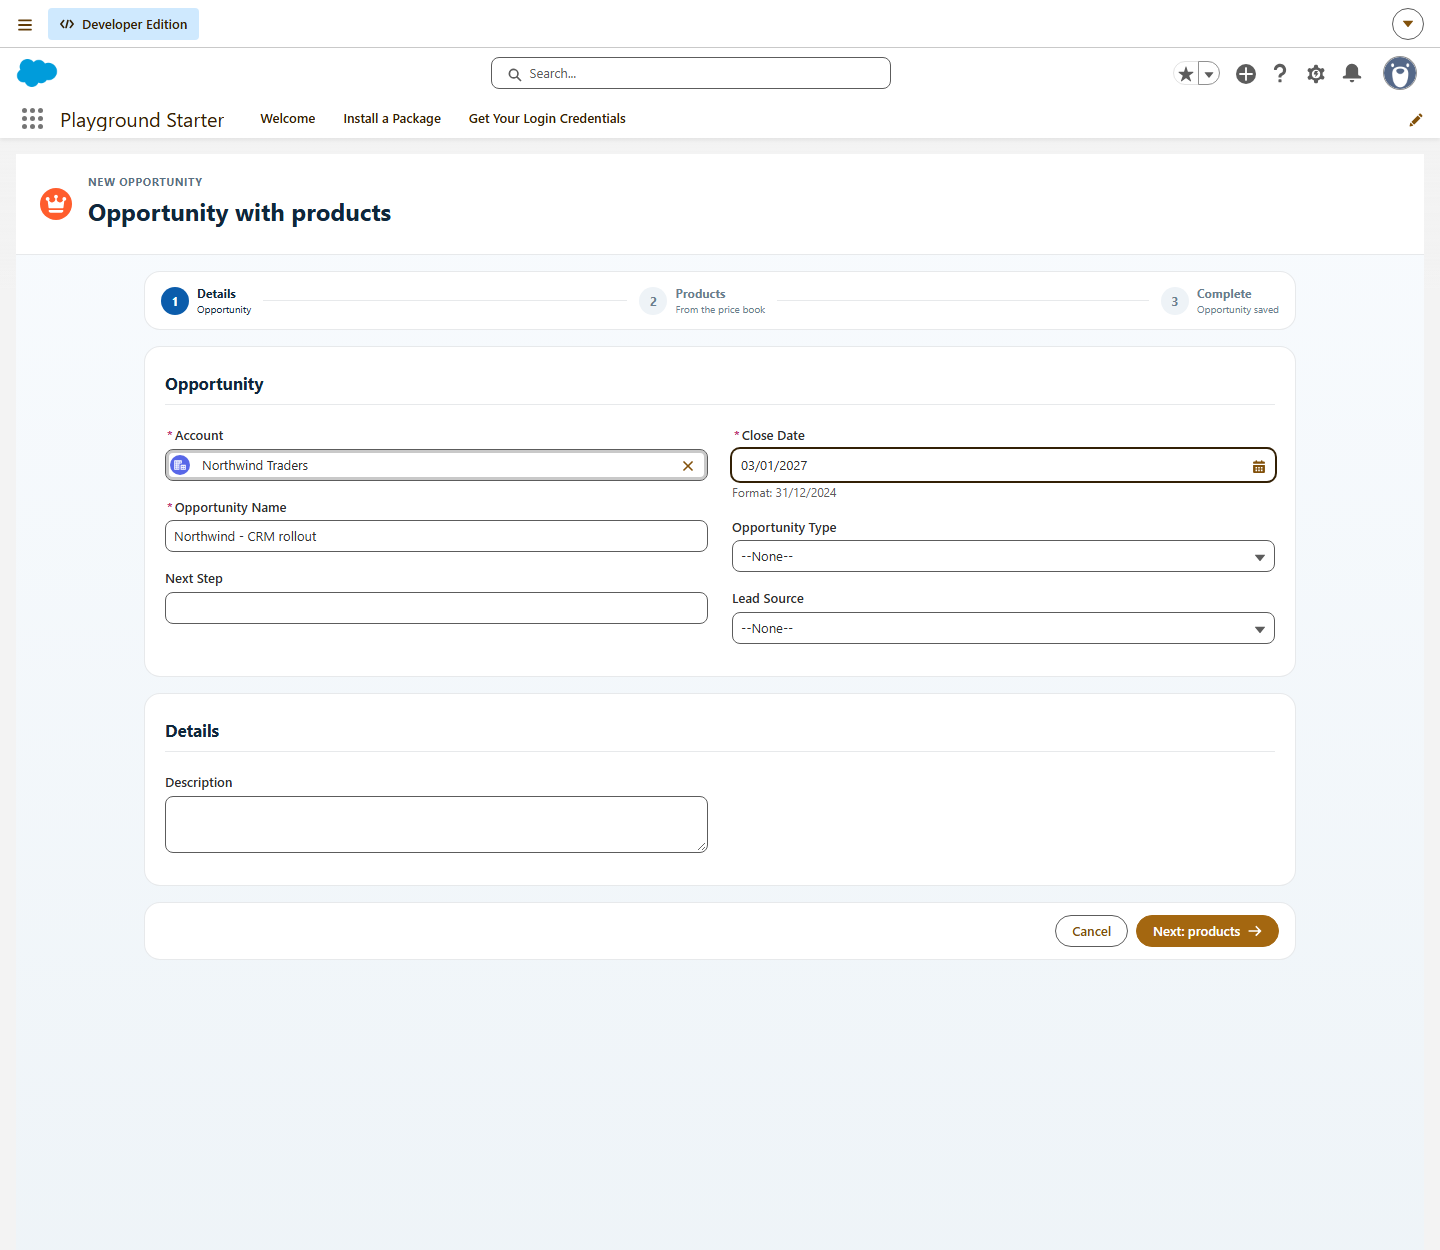 Developer Edition
Search...
Playground Starter
Welcome
Install a Package
Get Your Login Credentials
NEW OPPORTUNITY
Opportunity with products
1
Details
Opportunity
2
Products
From the price book
3
Complete
Opportunity saved
Opportunity
* Account
Northwind Traders
* Opportunity Name
Northwind - CRM rollout
Next Step
* Close Date
03/01/2027
Format: 31/12/2024
Opportunity Type
--None--
Lead Source
--None--
Details
Description
Cancel
Next: products